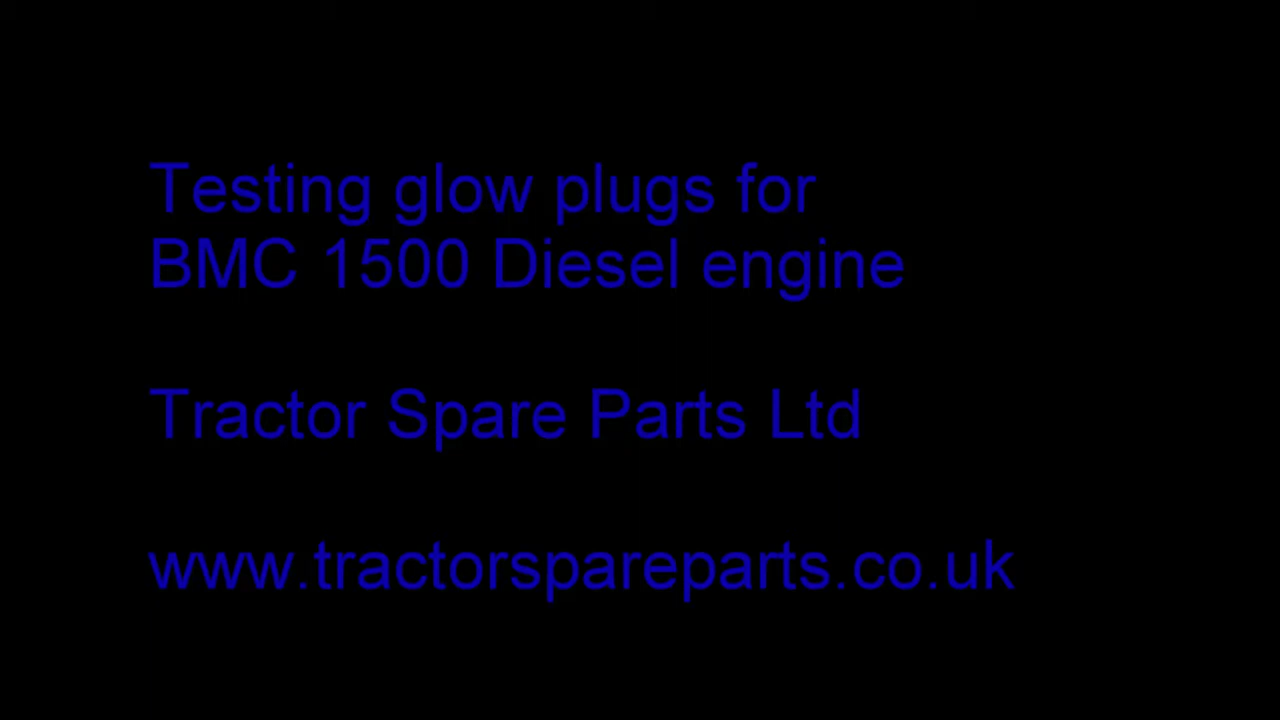 Testing glow plugs for
BMC 1500 Diesel engine
Tractor Spare Parts Ltd
www.tractorspareparts.co.uk